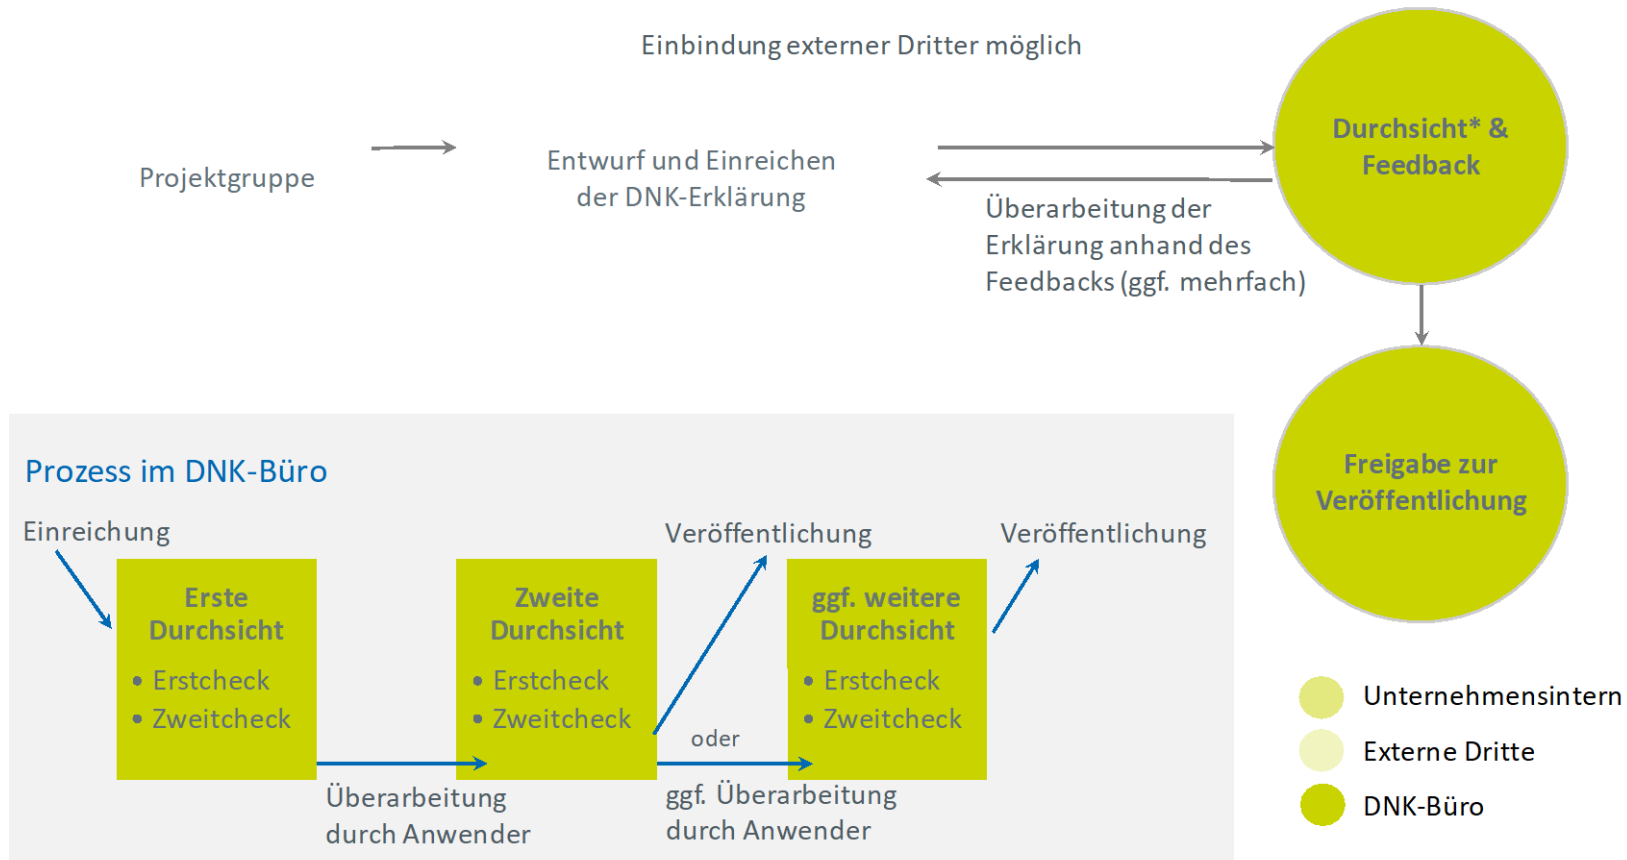 Einbindung externer Dritter möglich
Durchsicht* &
Feedback
Projektgruppe
Entwurf und Einreichen
der DNK-Erklärung
Überarbeitung der
Erklärung anhand des
Feedbacks (ggf. mehrfach)
Freigabe zur
Veröffentlichung
Prozess im DNK-Büro
Einreichung
Veröffentlichung
Veröffentlichung
Erste
Durchsicht
• Erstcheck
• Zweitcheck
Zweite
Durchsicht
• Erstcheck
• Zweitcheck
ggf. weitere
Durchsicht
• Erstcheck
• Zweitcheck
oder
Überarbeitung
durch Anwender
ggf. Überarbeitung
durch Anwender
Unternehmensintern
Externe Dritte
DNK-Büro